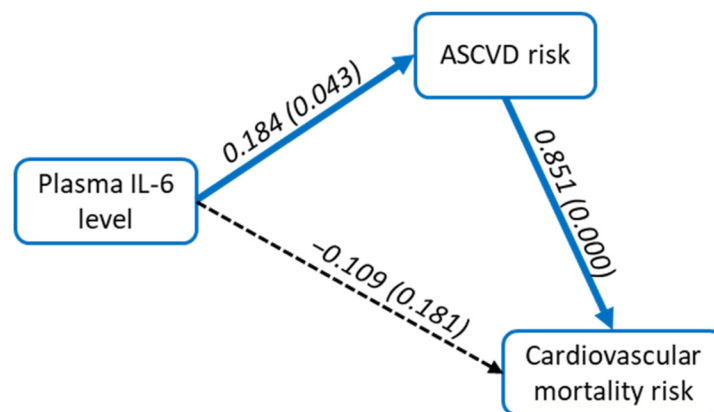 ASCVD risk
0.184 (0.043)
0.851 (0.000)
Plasma IL-6
level
−0.109 (0.181)
Cardiovascular
mortality risk